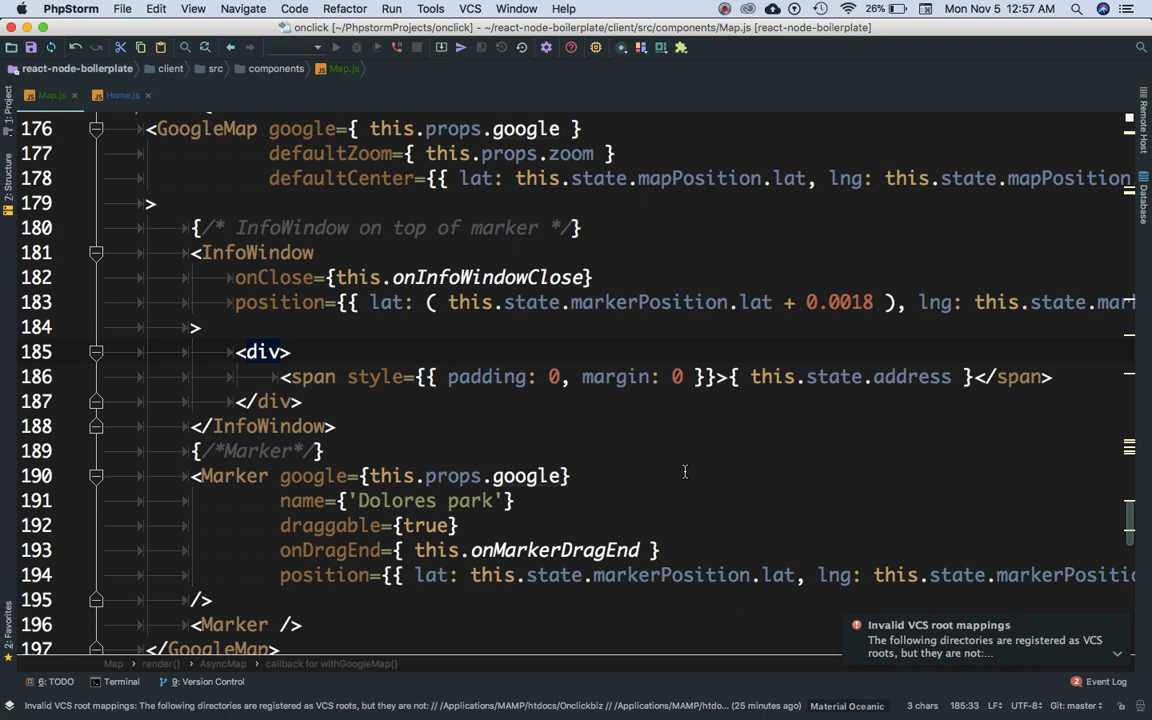 PhpStorm File Edit View Navigate Code Refactor Run Tools VCS Window Help 26% Mon Nov 5 12:57 AM
onclick [~/PhpstormProjects/onclick] - ~/react-node-boilerplate/client/src/components/Map.js [react-node-boilerplate]
react-node-boilerplate client src components Map.js
Map.js Home.js
1: Project
Z: Structure
2: Favorites
Remote Host
Database
176 <GoogleMap google={ this.props.google }
177 defaultZoom={ this.props.zoom }
178 defaultCenter={{ lat: this.state.mapPosition.lat, lng: this.state.mapPosition
179 >
180 {/* InfoWindow on top of marker */}
181 <InfoWindow
182 onClose={this.onInfoWindowClose}
183 position={{ lat: ( this.state.markerPosition.lat + 0.0018 ), lng: this.state.mar
184 >
185 <div>
186 <span style={{ padding: 0, margin: 0 }}>{ this.state.address }</span>
187 </div>
188 </InfoWindow>
189 {/*Marker*/}
190 <Marker google={this.props.google}
191 name={'Dolores park'}
192 draggable={true}
193 onDragEnd={ this.onMarkerDragEnd }
194 position={{ lat: this.state.markerPosition.lat, lng: this.state.markerPositio
195 />
196 <Marker />
197 </GoogleMap>
Invalid VCS root mappings
The following directories are registered as VCS
roots, but they are not:...
Map render() AsyncMap callback for withGoogleMap()
6: TODO Terminal 9: Version Control 2 Event Log
Invalid VCS root mappings: The following directories are registered as VCS roots, but they are not: // /Applications/MAMP/htdocs/Onclickbiz // /Applications/MAMP/htdo... (25 minutes ago) Material Oceanic 3 chars 185:33 LF÷ UTF-8÷ Git: master÷